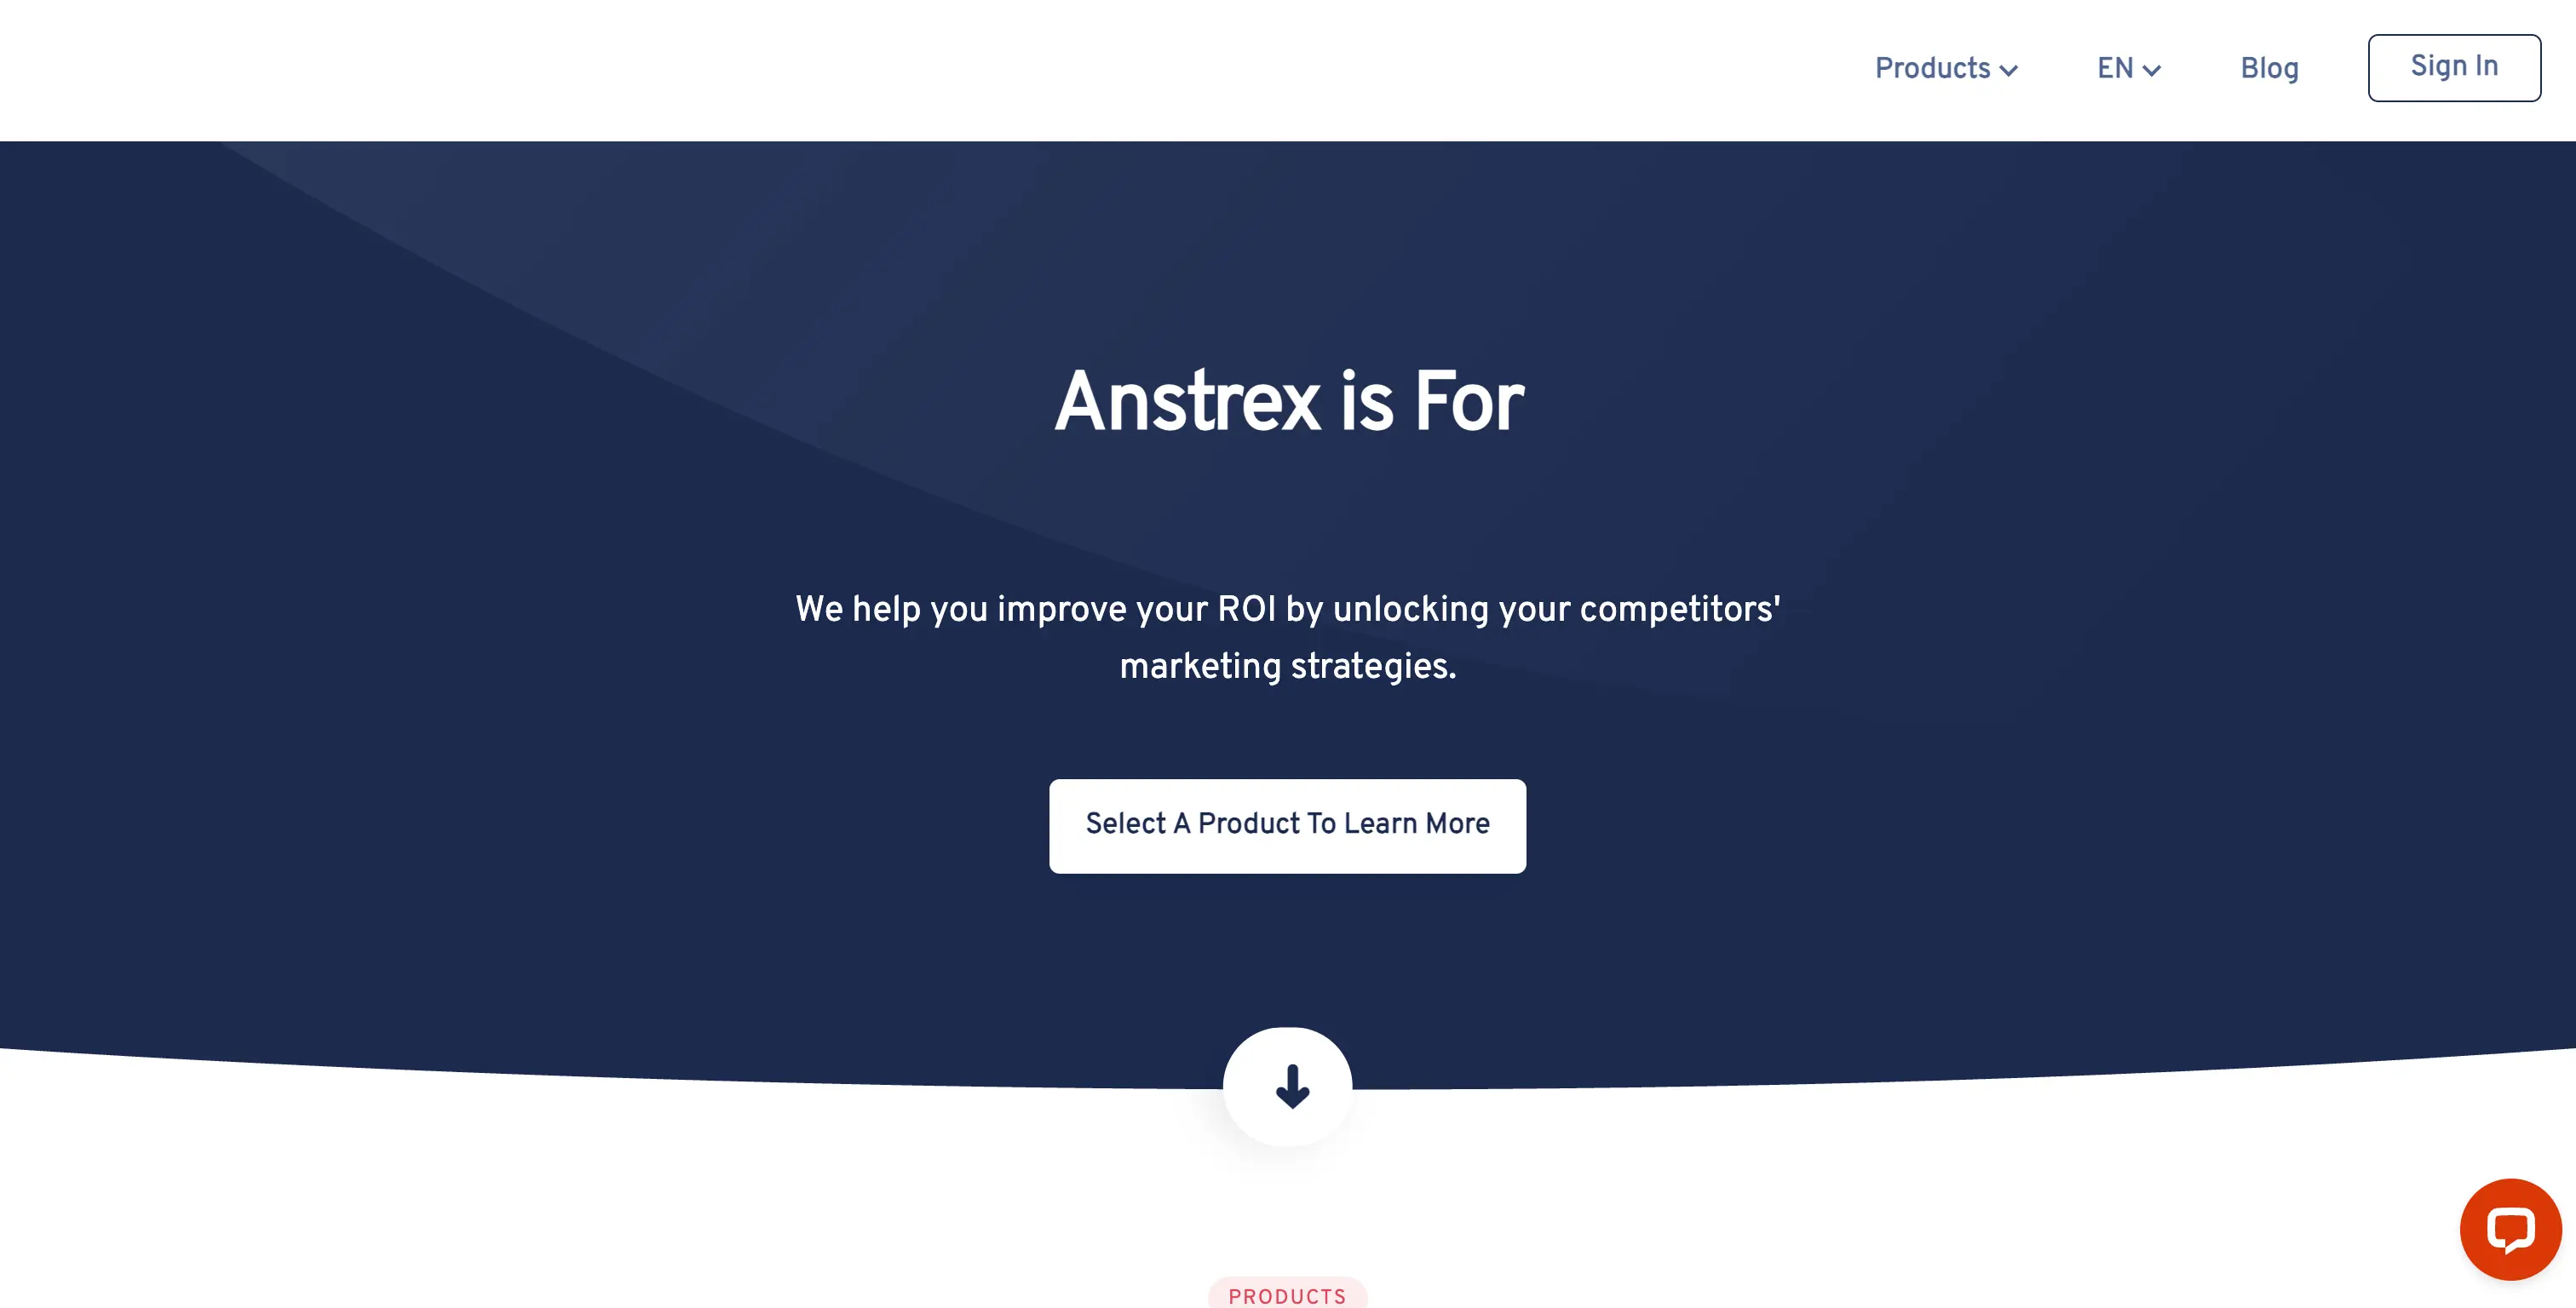 Products
EN
Blog
Sign In
Anstrex is For
We help you improve your ROI by unlocking your competitors'
marketing strategies.
Select A Product To Learn More
PRODUCTS